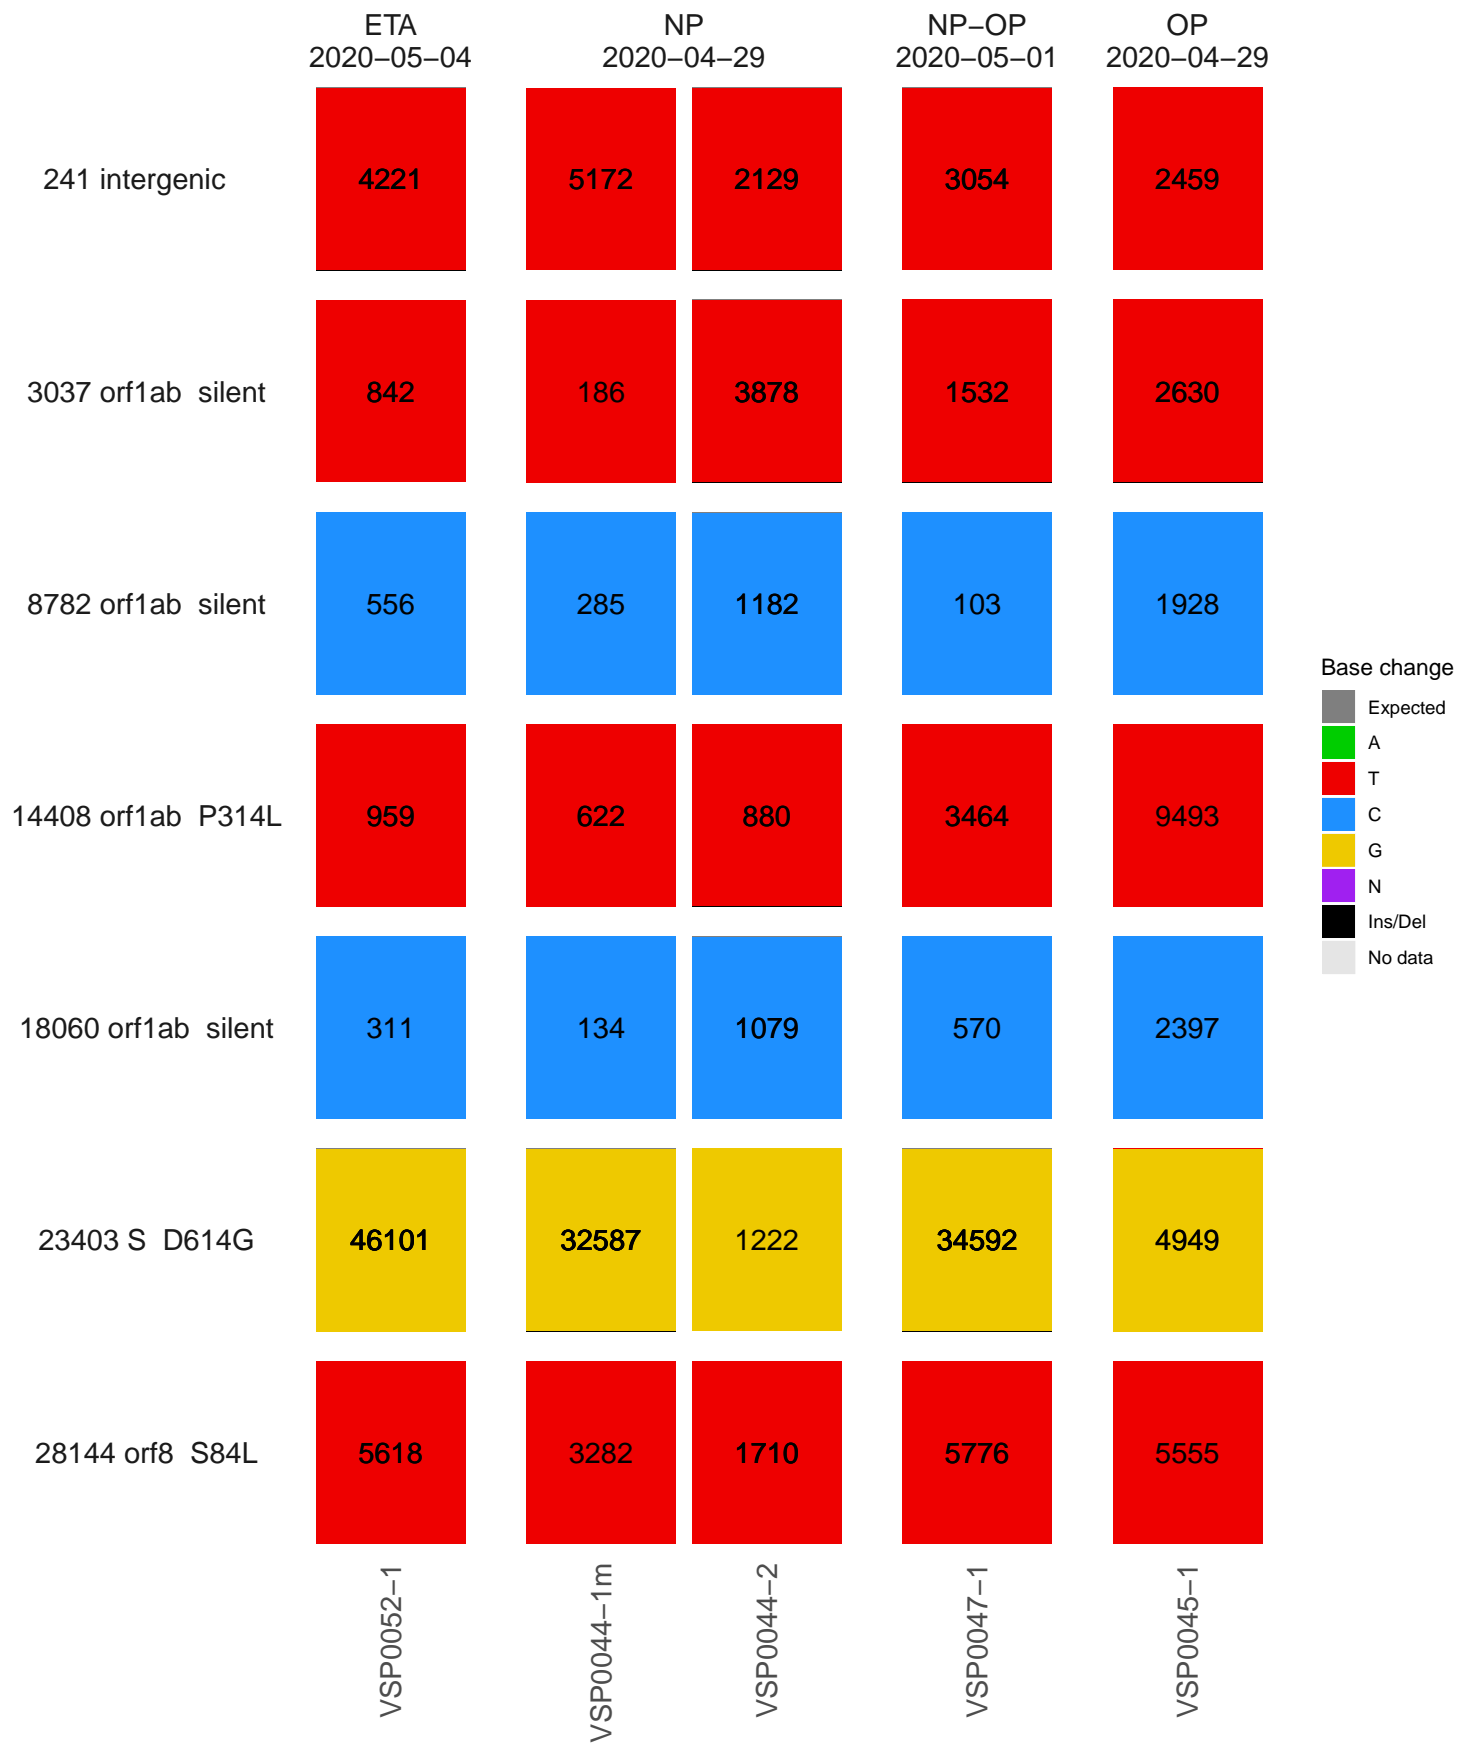 ETA NP NP−OP OP
2020−05−04 2020−04−29 2020−05−01 2020−04−29
241 intergenic 4221 5172 2129 3054 2459
3037 orf1ab  silent 842 186 3878 1532 2630
8782 orf1ab  silent 556 285 1182 103 1928
14408 orf1ab  P314L 959 622 880 3464 9493
18060 orf1ab  silent 311 134 1079 570 2397
23403 S  D614G 46101 32587 1222 34592 4949
28144 orf8  S84L 5618 3282 1710 5776 5555
VSP0052−1
VSP0044−1m
VSP0044−2
VSP0047−1
VSP0045−1
Base change
Expected
A
T
C
G
N
Ins/Del
No data